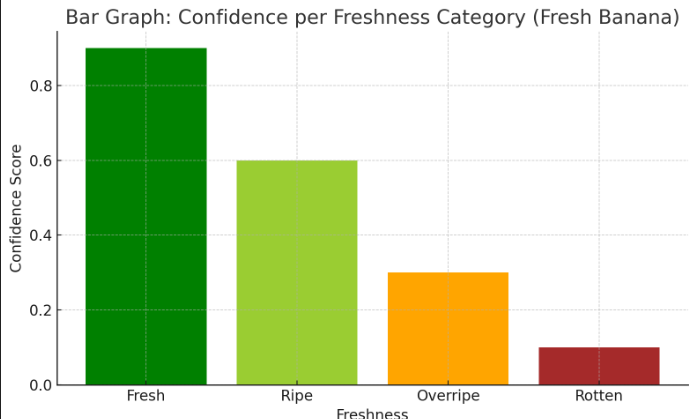 Bar Graph: Confidence per Freshness Category (Fresh Banana)
Confidence Score
0.8
0.6
0.4
0.2
0.0
Fresh Ripe Overripe Rotten
Freshness